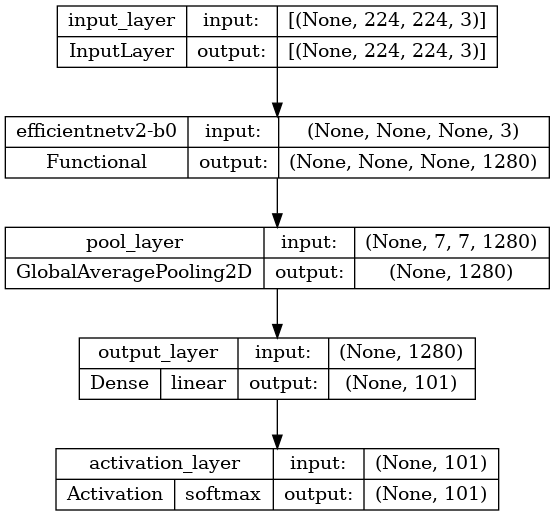 input_layer input: [(None, 224, 224, 3)]
InputLayer output: [(None, 224, 224, 3)]
efficientnetv2-b0 input: (None, None, None, 3)
Functional output: (None, None, None, 1280)
pool_layer input: (None, 7, 7, 1280)
GlobalAveragePooling2D output: (None, 1280)
output_layer input: (None, 1280)
Dense linear output: (None, 101)
activation_layer input: (None, 101)
Activation softmax output: (None, 101)